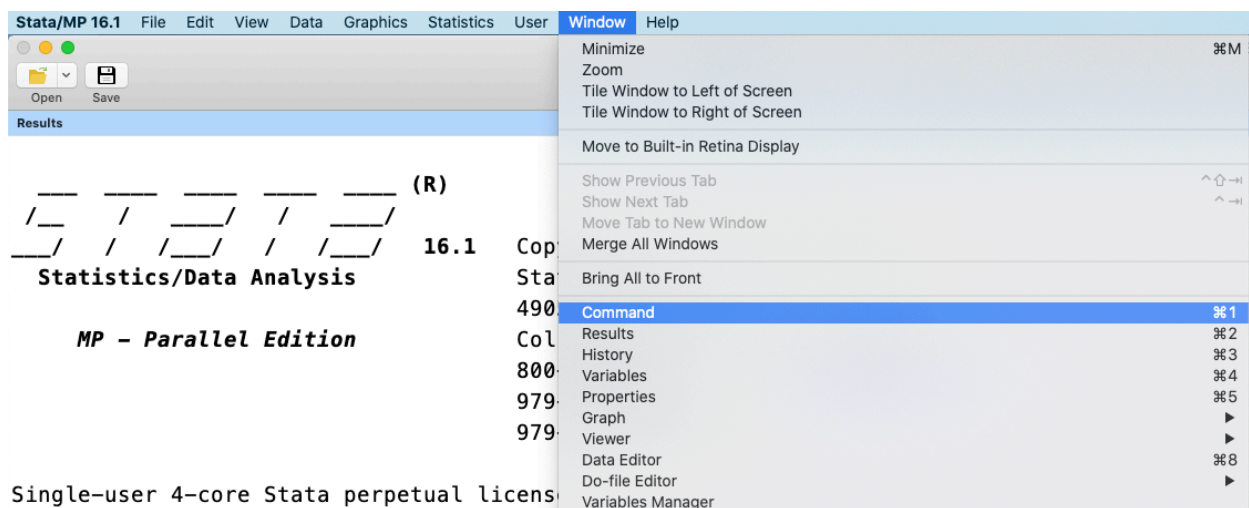 Stata/MP 16.1 File Edit View Data Graphics Statistics User Window Help
Open Save
Results
(R)
16.1 Cop
Statistics/Data Analysis Sta
490
MP – Parallel Edition Col
800-
979-
979-
Single-user 4-core Stata perpetual licens
Minimize ⌘M
Zoom
Tile Window to Left of Screen
Tile Window to Right of Screen
Move to Built-in Retina Display
Show Previous Tab ^⇧⇥
Show Next Tab ^⇥
Move Tab to New Window
Merge All Windows
Bring All to Front
Command ⌘1
Results ⌘2
History ⌘3
Variables ⌘4
Properties ⌘5
Graph ▶
Viewer ▶
Data Editor ⌘8
Do-file Editor ▶
Variables Manager